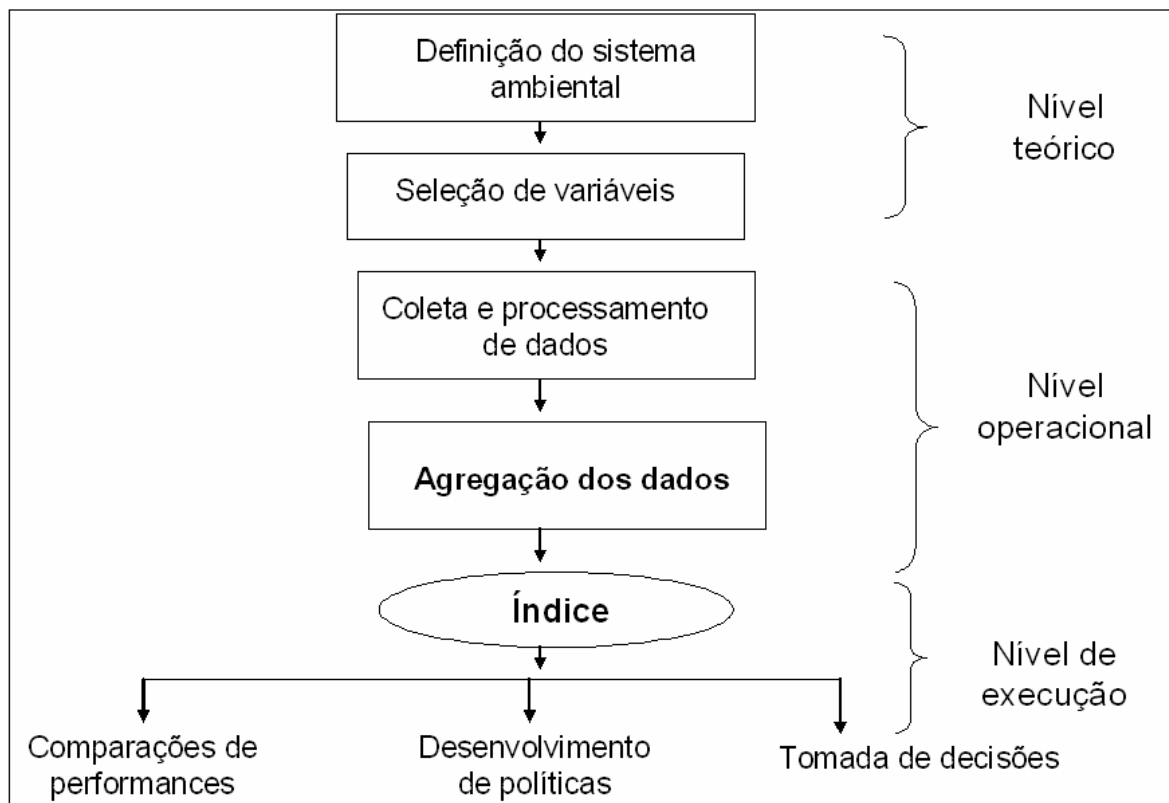 Definição do sistema
ambiental
Nível
teórico
Seleção de variáveis
Coleta e processamento
de dados
Nível
operacional
Agregação dos dados
Índice
Nível de
execução
Comparações de
performances
Desenvolvimento
de políticas
Tomada de decisões